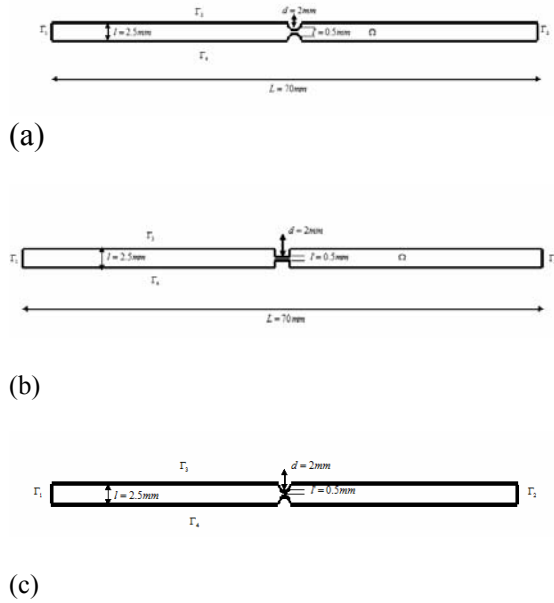 d = 2mm
Γ₃
Γ₁ l = 2.5mm l = 0.5mm Ω Γ₂
Γ₄
L = 70mm
(a)
d = 2mm
Γ₃
Γ₁ l = 2.5mm l = 0.5mm Ω Γ
Γ₄
L = 70mm
(b)
d = 2mm
Γ₃
Γ₁ l = 2.5mm l = 0.5mm Γ₂
Γ₄
(c)